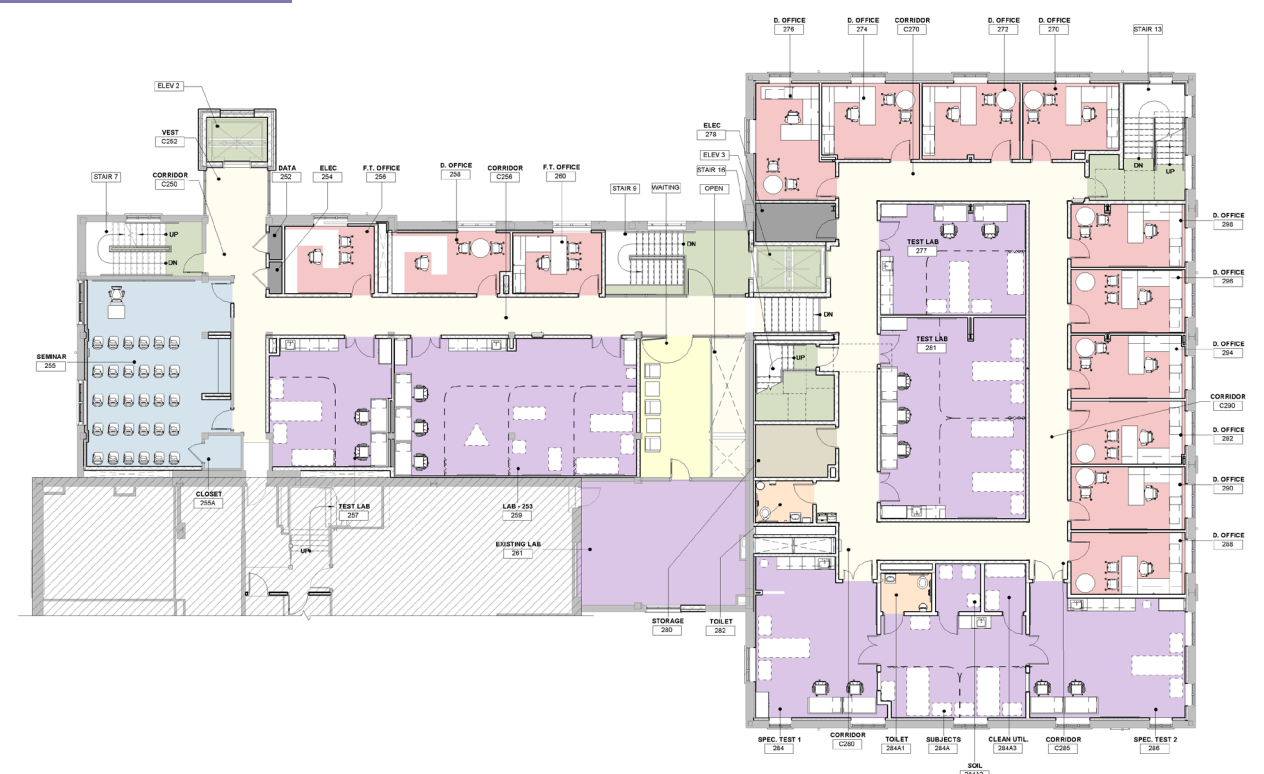 D. OFFICE
276
D. OFFICE
274
CORRIDOR
C270
D. OFFICE
272
D. OFFICE
270
STAIR 13
ELEV 2
VEST
C252
ELEC
278
ELEV 3
STAIR 16
STAIR 7
CORRIDOR
C250
DATA
252
ELEC
254
F.T. OFFICE
256
D. OFFICE
258
CORRIDOR
C256
F.T. OFFICE
260
STAIR 9
WAITING
OPEN
UP
DN
DN
DN
UP
DN
UP
DN
TEST LAB
277
TEST LAB
281
D. OFFICE
D. OFFICE
296
D. OFFICE
294
CORRIDOR
C290
D. OFFICE
D. OFFICE
290
D. OFFICE
288
SEMINAR
255
CLOSET
255A
TEST LAB
257
LAB - 253
259
EXISTING LAB
261
UP
STORAGE
280
TOILET
282
SPEC. TEST 1
284
CORRIDOR
C280
TOILET
284A1
SUBJECTS
284A
CLEAN UTIL.
284A3
CORRIDOR
C285
SPEC. TEST 2
286
SOIL